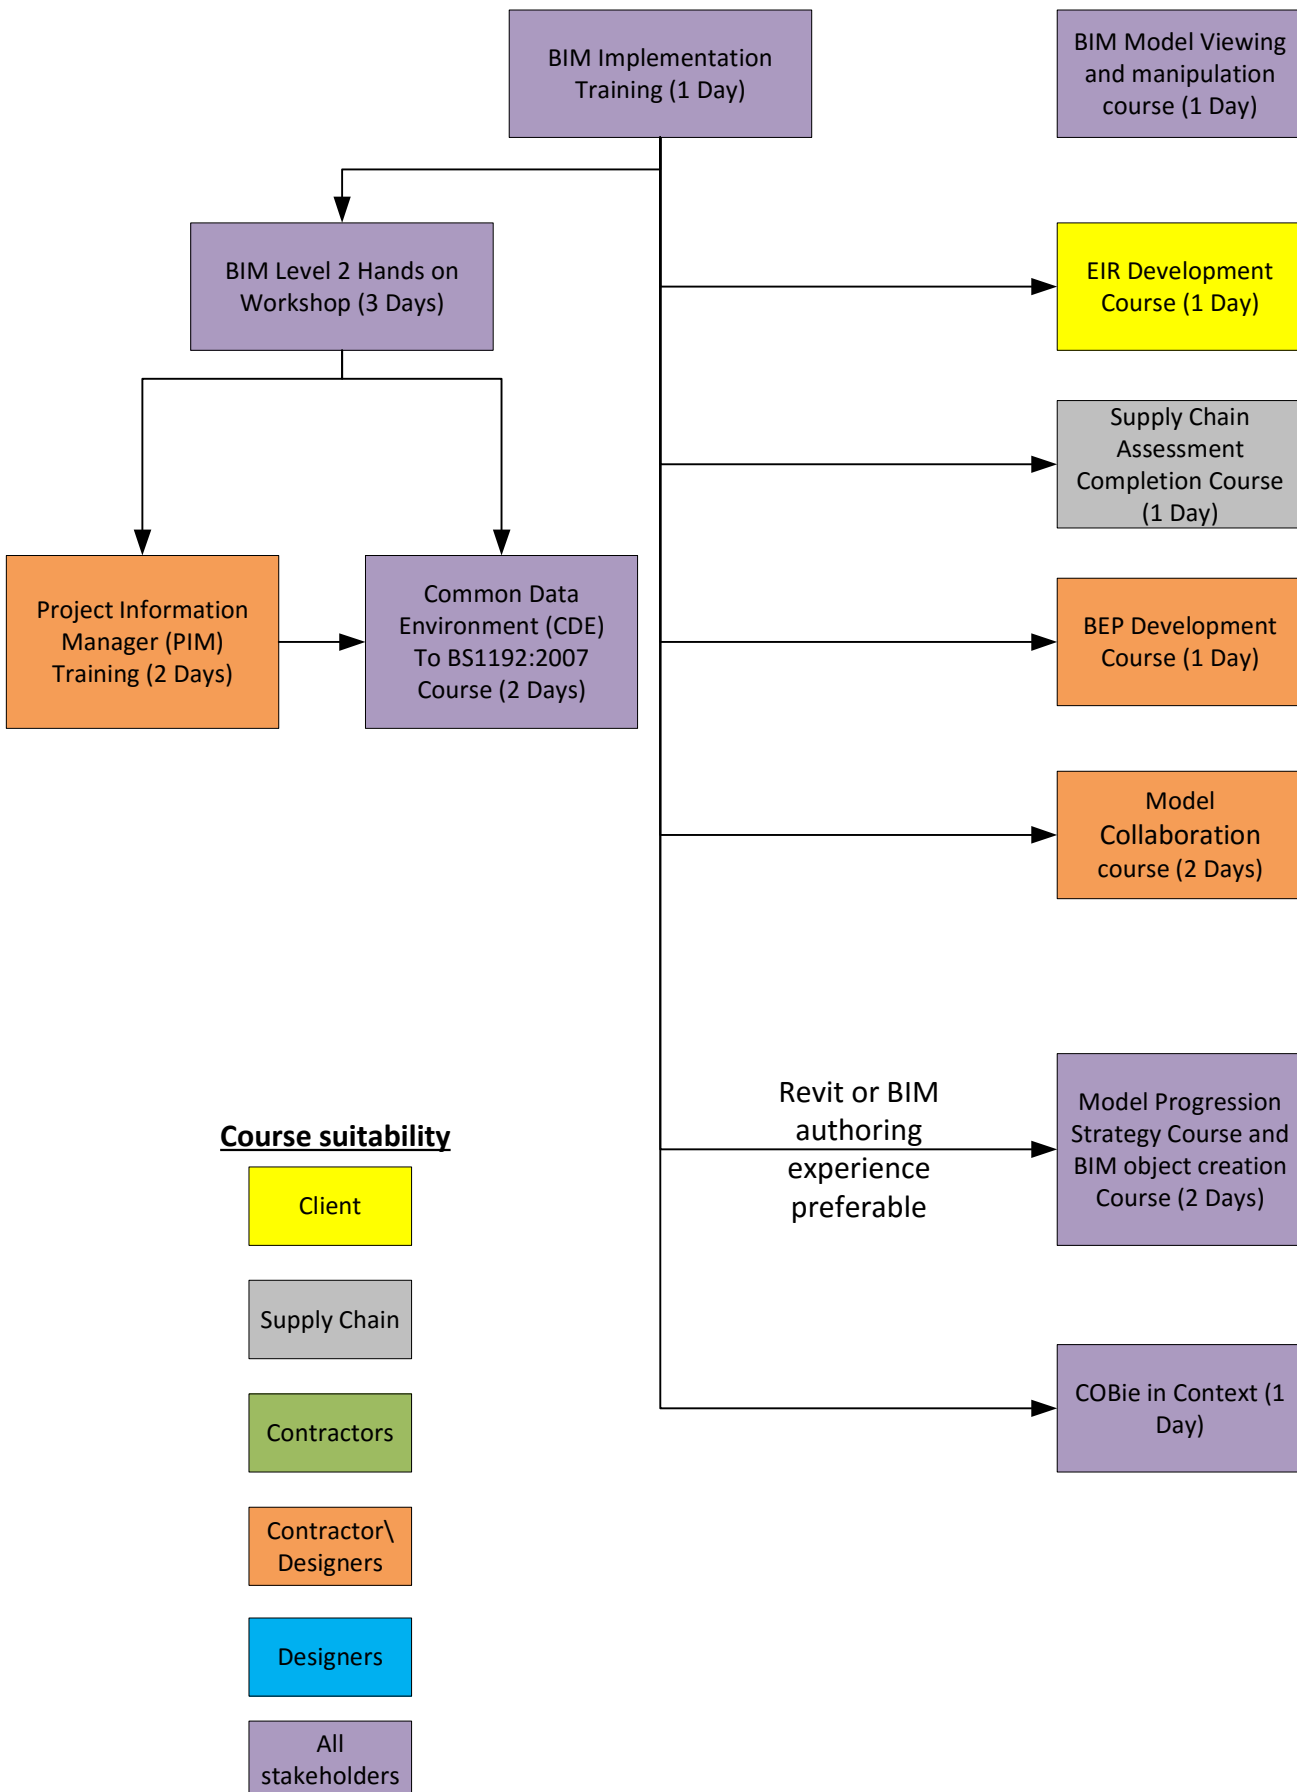 BIM Implementation
Training (1 Day)
BIM Model Viewing
and manipulation
course (1 Day)
BIM Level 2 Hands on
Workshop (3 Days)
EIR Development
Course (1 Day)
Supply Chain
Assessment
Completion Course
(1 Day)
Project Information
Manager (PIM)
Training (2 Days)
Common Data
Environment (CDE)
To BS1192:2007
Course (2 Days)
BEP Development
Course (1 Day)
Model
Collaboration
course (2 Days)
Revit or BIM
authoring
experience
preferable
Model Progression
Strategy Course and
BIM object creation
Course (2 Days)
COBie in Context (1
Day)
Course suitability
Client
Supply Chain
Contractors
Contractor\
Designers
Designers
All
stakeholders